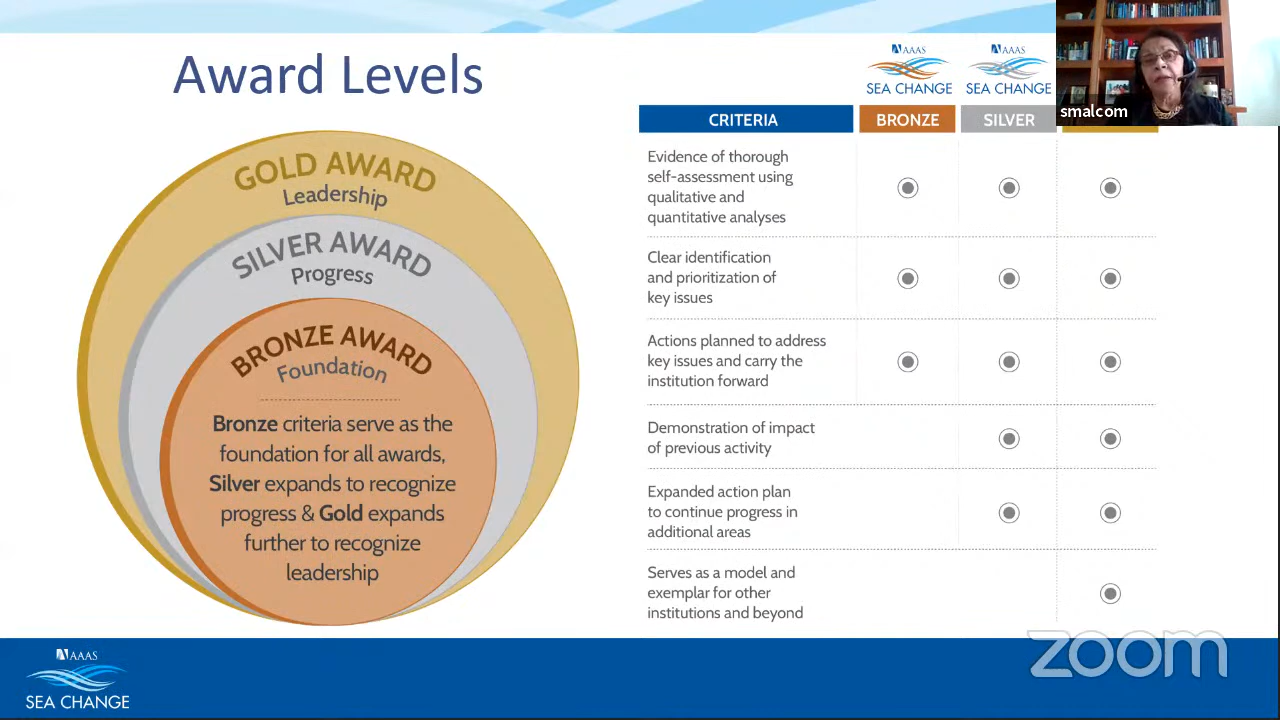 Award Levels
AAAS
SEA CHANGE
AAAS
SEA CHANGE
smalcom
CRITERIA
BRONZE
SILVER
GOLD AWARD
Leadership
SILVER AWARD
Progress
BRONZE AWARD
Foundation
Bronze criteria serve as the
foundation for all awards,
Silver expands to recognize
progress & Gold expands
further to recognize
leadership
Evidence of thorough
self-assessment using
qualitative and
quantitative analyses
Clear identification
and prioritization of
key issues
Actions planned to address
key issues and carry the
institution forward
Demonstration of impact
of previous activity
Expanded action plan
to continue progress in
additional areas
Serves as a model and
exemplar for other
institutions and beyond
zoom
AAAS
SEA CHANGE